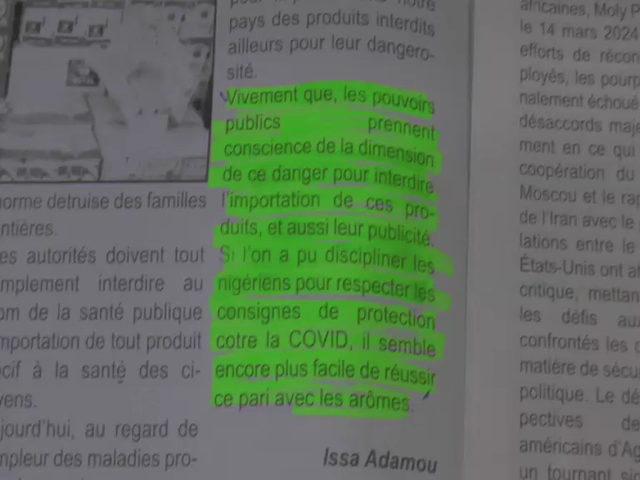 norme detruise des familles
entières.
es autorités doivent tout
mplement interdire au
om de la santé publique
mportation de tout produit
ocif à la santé des ci-
yens.
jourd'hui, au regard de
mpleur des maladies pro-
pays des produits interdits
ailleurs pour leur dangero-
sité.
Vivement que, les pouvoirs
publics prennent
conscience de la dimension
de ce danger pour interdire
l'importation de ces pro-
duits, et aussi leur publicité.
Si l'on a pu discipliner les
nigériens pour respecter les
consignes de protection
cotre la COVID, il semble
encore plus facile de réussir
ce pari avec les arômes.
Issa Adamou
africaines, Moly P
le 14 mars 2024
efforts de récon
ployés, les pourp
nalement échoué
désaccords maje
ment en ce qui
coopération du
Moscou et le rap
de l'Iran avec le
lations entre le
États-Unis ont a
critique, mettan
les défis au
confrontés les
matière de sécu
politique. Le dé
pectives de
américains d'Ag
un tournant